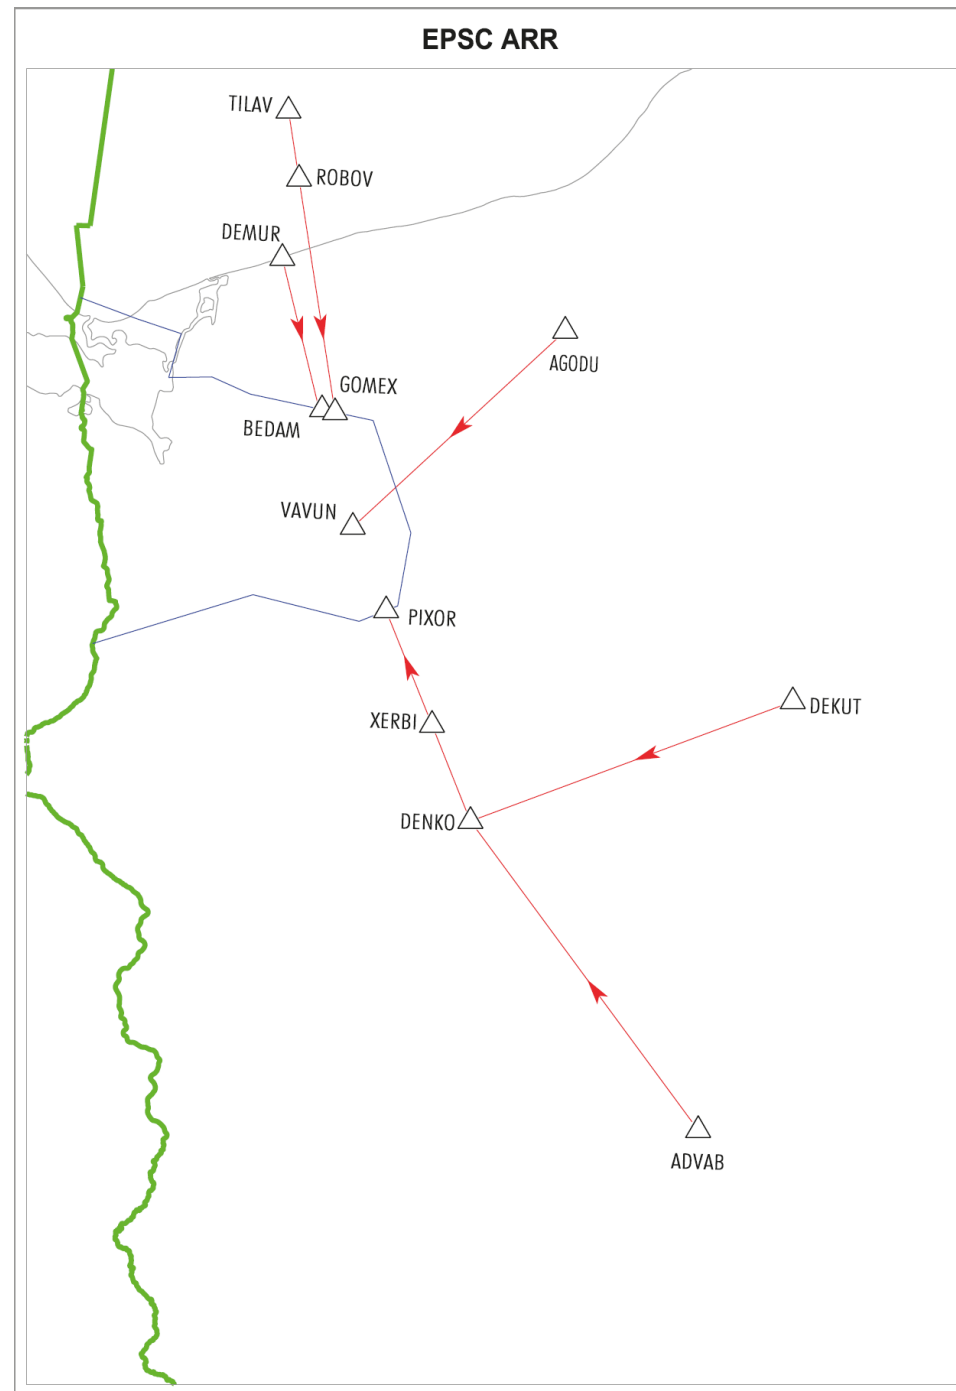 EPSC ARR
TILAV
ROBOV
DEMUR
AGODU
GOMEX
BEDAM
VAVUN
PIXOR
XERBI
DEKUT
DENKO
ADVAB